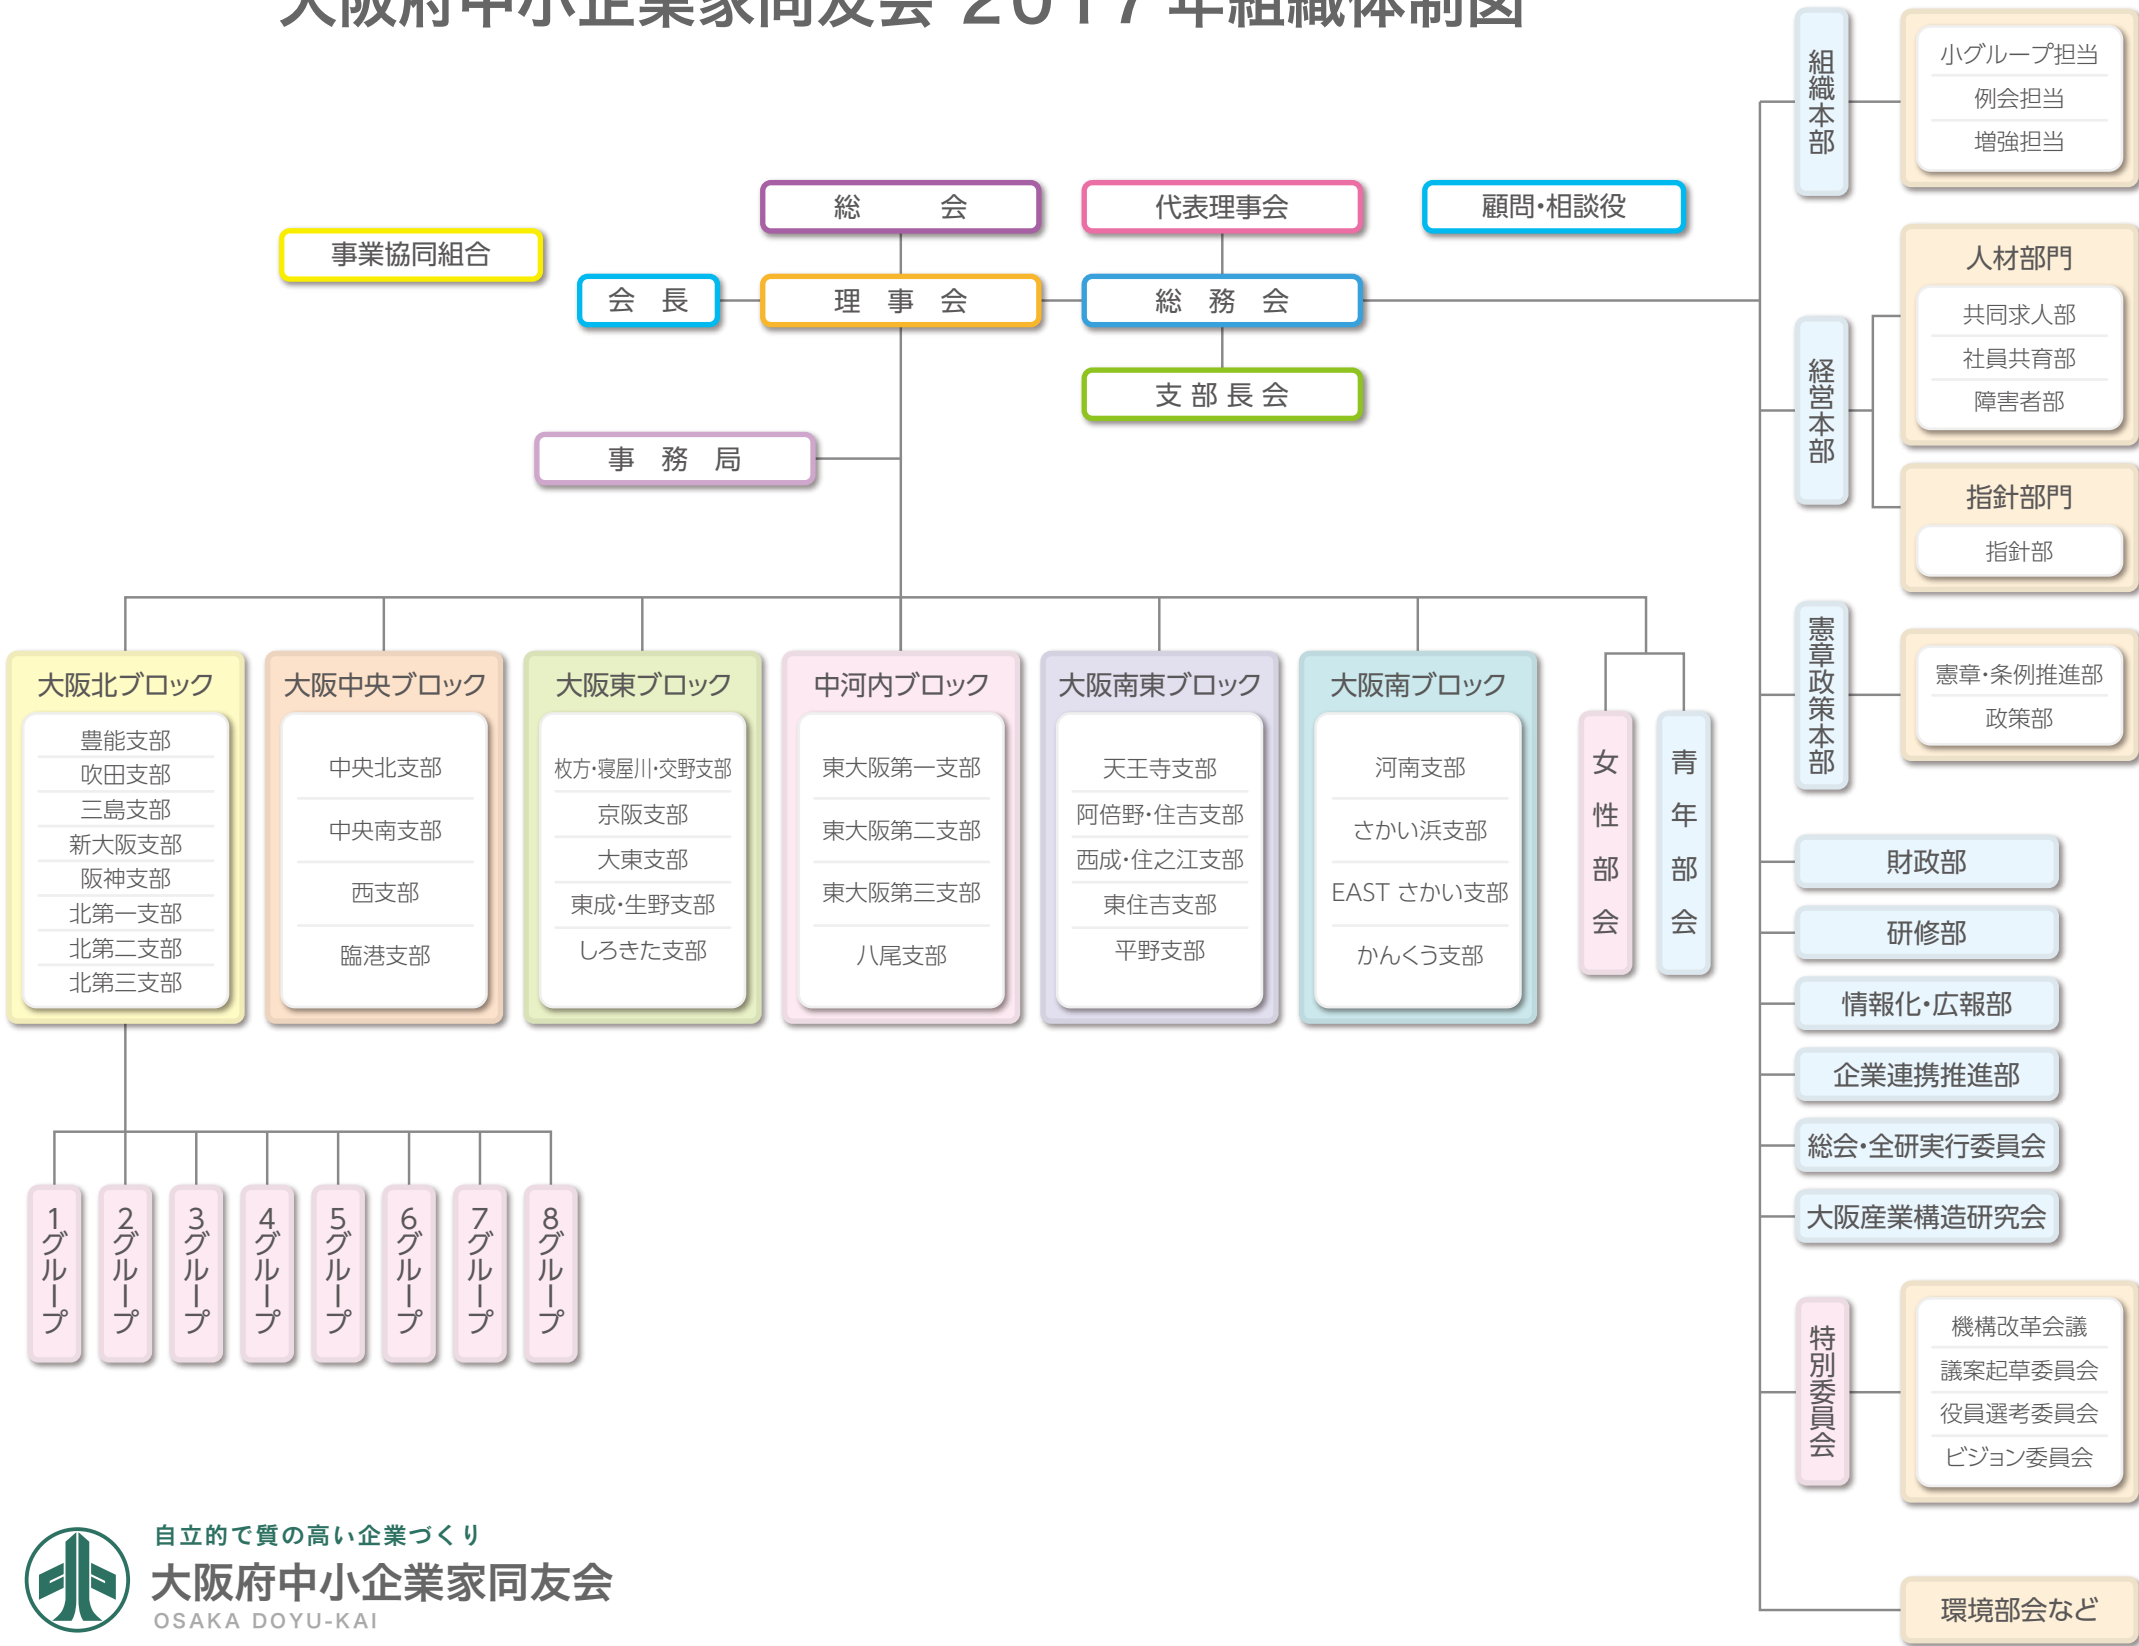 大阪府中小企業家同友会 2017年組織体制図
総　会
代表理事会
顧問・相談役
事業協同組合
会 長
理 事 会
総 務 会
支部長会
事 務 局
大阪北ブロック
豊能支部
吹田支部
三島支部
新大阪支部
阪神支部
北第一支部
北第二支部
北第三支部
大阪中央ブロック
中央北支部
中央南支部
西支部
臨港支部
大阪東ブロック
枚方・寝屋川・交野支部
京阪支部
大東支部
東成・生野支部
しろきた支部
中河内ブロック
東大阪第一支部
東大阪第二支部
東大阪第三支部
八尾支部
大阪南東ブロック
天王寺支部
阿倍野・住吉支部
西成・住之江支部
東住吉支部
平野支部
大阪南ブロック
河南支部
さかい浜支部
EAST さかい支部
かんくう支部
女性部会
青年部会
1グループ
2グループ
3グループ
4グループ
5グループ
6グループ
7グループ
8グループ
組織本部
小グループ担当
例会担当
増強担当
経営本部
人材部門
共同求人部
社員共育部
障害者部
指針部門
指針部
憲章政策本部
憲章・条例推進部
政策部
財政部
研修部
情報化・広報部
企業連携推進部
総会・全研実行委員会
大阪産業構造研究会
特別委員会
機構改革会議
議案起草委員会
役員選考委員会
ビジョン委員会
環境部会など
自立的で質の高い企業づくり
大阪府中小企業家同友会
OSAKA DOYU-KAI